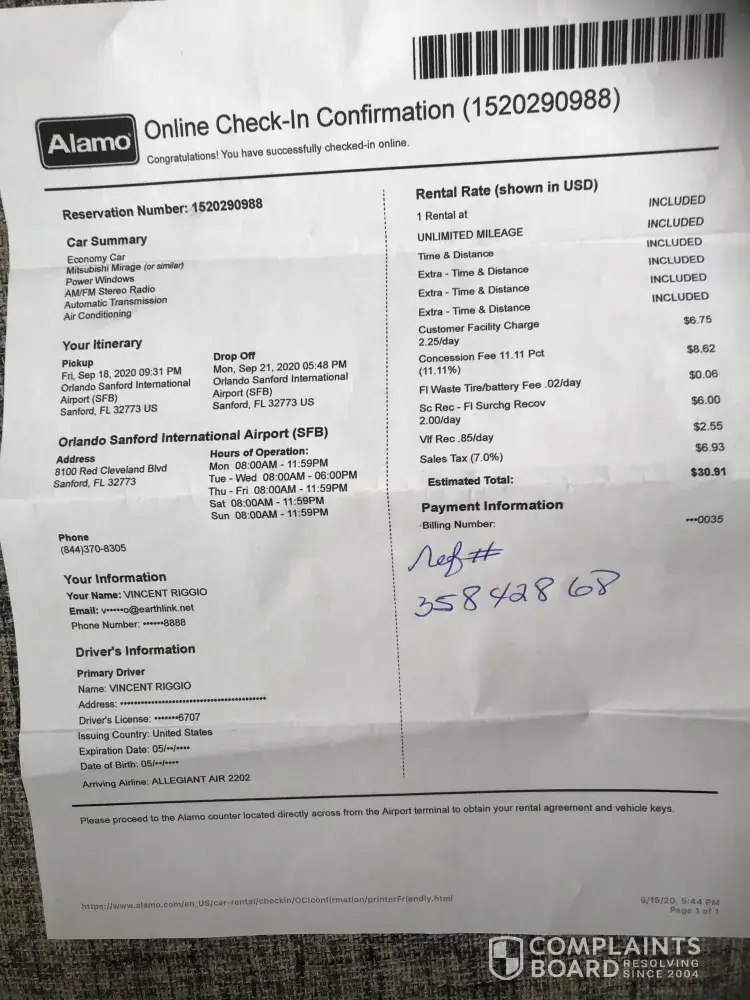 Alamo
Online Check-In Confirmation (1520290988)
Congratulations! You have successfully checked-in online.
Reservation Number: 1520290988
Car Summary
Economy Car
Mitsubishi Mirage (or similar)
Power Windows
AM/FM Stereo Radio
Automatic Transmission
Air Conditioning
Your Itinerary
Pickup
Fri, Sep 18, 2020 09:31 PM
Orlando Sanford International
Airport (SFB)
Sanford, FL 32773 US
Drop Off
Mon, Sep 21, 2020 05:48 PM
Orlando Sanford International
Airport (SFB)
Sanford, FL 32773 US
Orlando Sanford International Airport (SFB)
Address
8100 Red Cleveland Blvd
Sanford, FL 32773
Hours of Operation:
Mon 08:00AM - 11:59PM
Tue - Wed 08:00AM - 06:00PM
Thu - Fri 08:00AM - 11:59PM
Sat 08:00AM - 11:59PM
Sun 08:00AM - 11:59PM
Phone
(844)370-8305
Your Information
Your Name: VINCENT RIGGIO
Email: v•••••o@earthlink.net
Phone Number: ••••••8888
Driver's Information
Primary Driver
Name: VINCENT RIGGIO
Address: ••••••••••••••••••••••••••••••••••••••••••
Driver's License: •••••••6707
Issuing Country: United States
Expiration Date: 05/••/••••
Date of Birth: 05/••/••••
Arriving Airline: ALLEGIANT AIR 2202
Rental Rate (shown in USD)
1 Rental at INCLUDED
UNLIMITED MILEAGE INCLUDED
Time & Distance INCLUDED
Extra - Time & Distance INCLUDED
Extra - Time & Distance INCLUDED
Extra - Time & Distance INCLUDED
Customer Facility Charge $6.75
2.25/day
Concession Fee 11.11 Pct $8.62
(11.11%)
Fl Waste Tire/battery Fee .02/day $0.06
Sc Rec - Fl Surchg Recov $6.00
2.00/day
Vlf Rec .85/day $2.55
Sales Tax (7.0%) $6.93
Estimated Total: $30.91
Payment Information
Billing Number: •••0035
Ref #
35842868
Please proceed to the Alamo counter located directly across from the Airport terminal to obtain your rental agreement and vehicle keys.
https://www.alamo.com/en_US/car-rental/checkin/OCIconfirmation/printerFriendly.html
9/15/20, 5:44 PM
Page 1 of 1
COMPLAINTS
BOARD RESOLVING
SINCE 2004